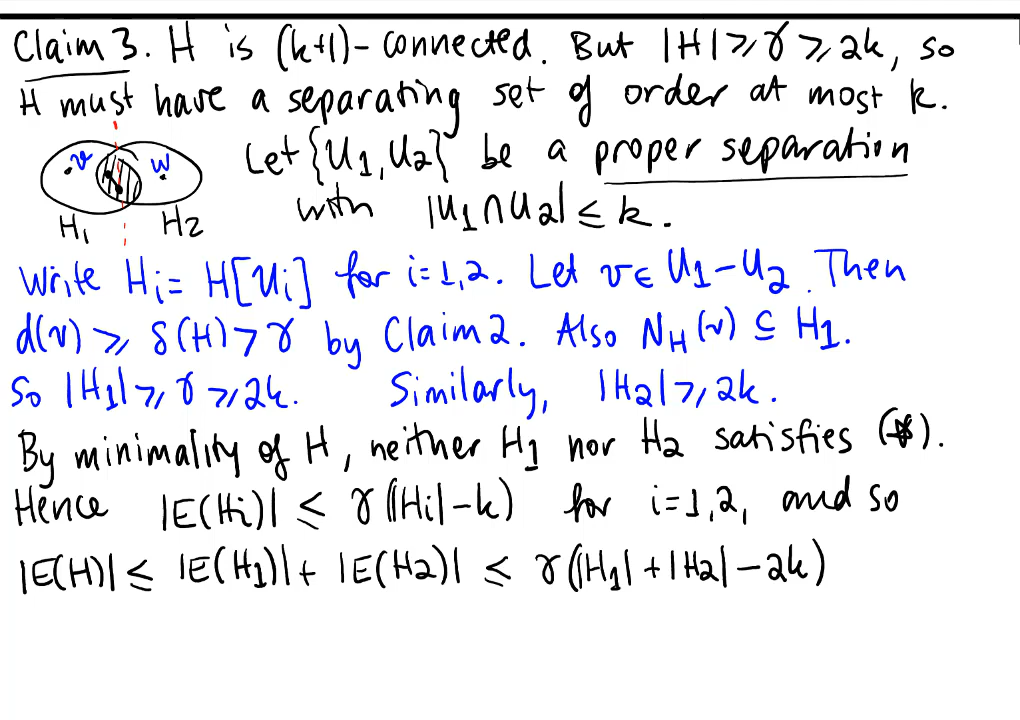 Claim 3. H is (k+1)-connected. But |H| ≥ γ ≥ 2k, so
H must have a separating set of order at most k.
v w
H₁ H₂
Let {U₁, U₂} be a proper separation
with |U₁ ∩ U₂| ≤ k.
Write Hᵢ = H[Uᵢ] for i=1,2. Let v ∈ U₁ − U₂. Then
d(v) ≥ δ(H) > γ by Claim 2. Also N_H(v) ⊆ H₁.
So |H₁| ≥ γ ≥ 2k. Similarly, |H₂| ≥ 2k.
By minimality of H, neither H₁ nor H₂ satisfies (*).
Hence |E(Hᵢ)| ≤ γ(|Hᵢ| − k) for i=1,2, and so
|E(H)| ≤ |E(H₁)| + |E(H₂)| ≤ γ(|H₁| + |H₂| − 2k)